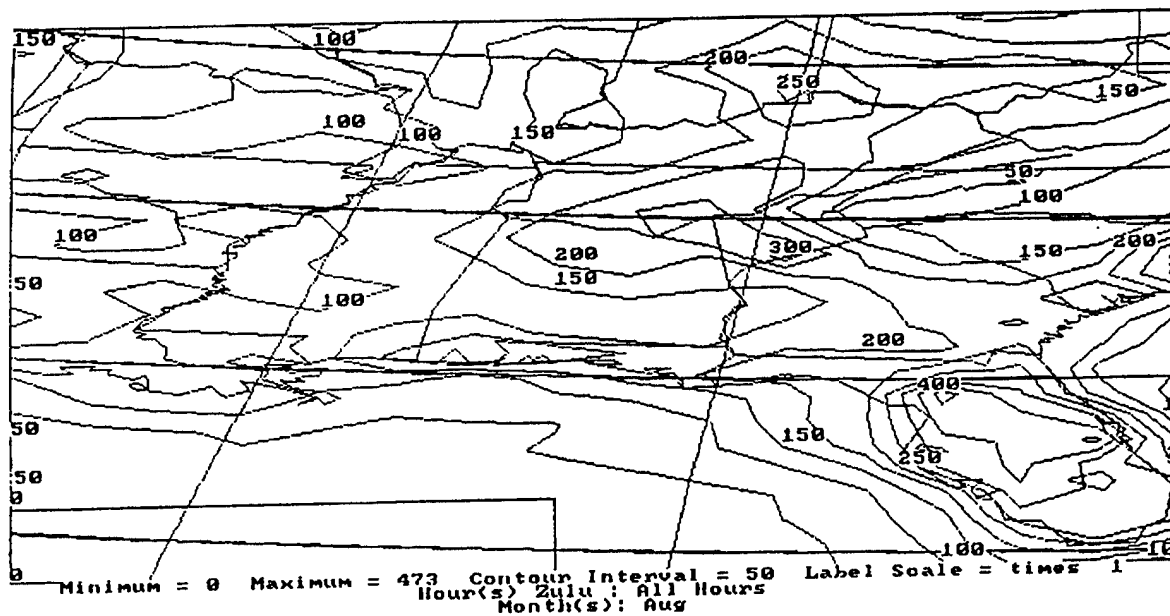 150 100 200 250 150
100 100 150
50
100 100
200 300 150 200
50 150
100
200
400
50 150
250
50
0
100 10
0
Minimum = 0 Maximum = 473 Contour Interval = 50 Label Scale = times 1
Hour(s) Zulu : All Hours
Month(s): Aug